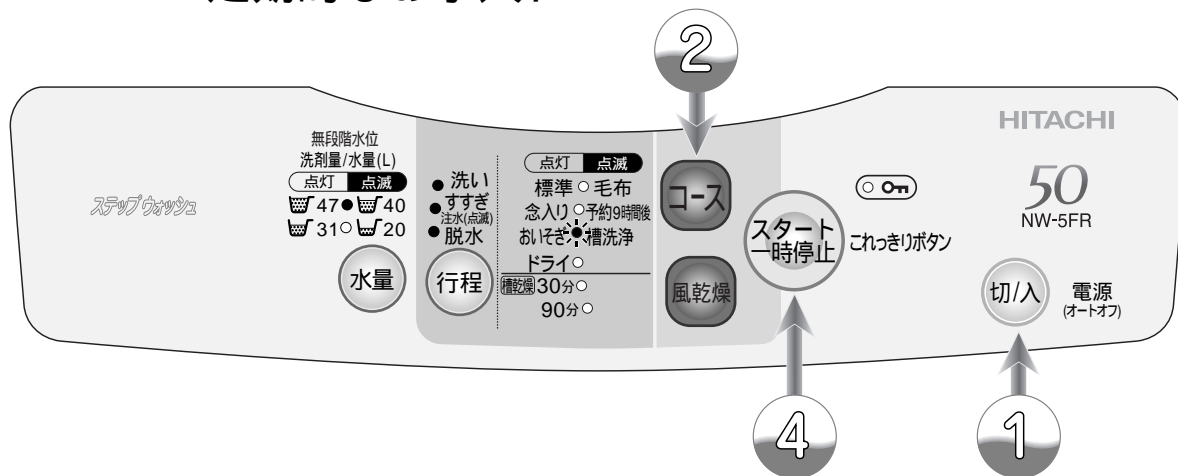 2
HITACHI
50
NW-5FR
ステップウォッシュ
無段階水位
洗剤量/水量(L)
点灯 点滅
47 40
31 20
水量
洗い
すすぎ
注水(点滅)
脱水
行程
点灯 点滅
標準 毛布
念入り 予約9時間後
おいそぎ 槽洗浄
ドライ
槽乾燥 30分
90分
コース
風乾燥
スタート
一時停止
これっきりボタン
切/入
電源
(オートオフ)
4
1